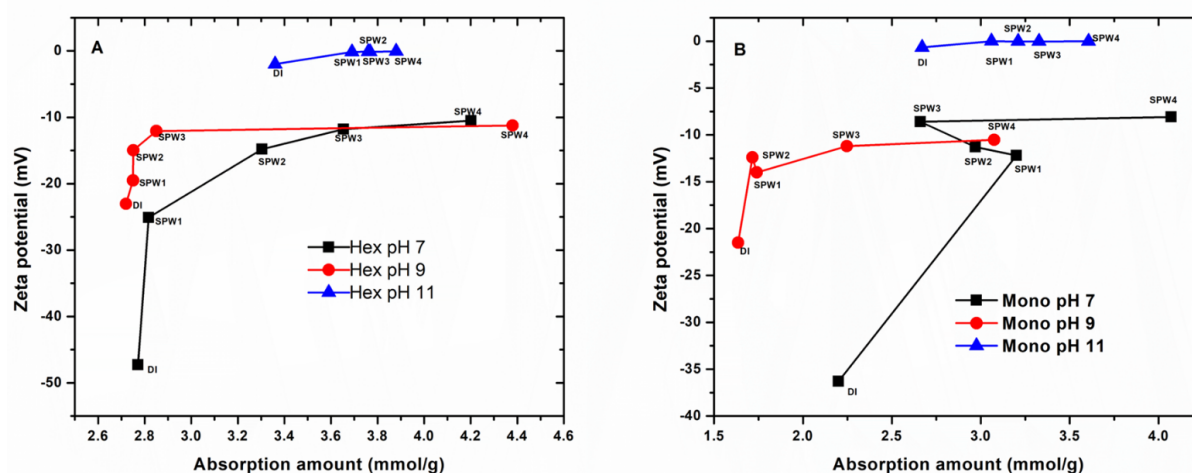 A
0
-10
-20
-30
-40
-50
Zeta potential (mV)
2.6 2.8 3.0 3.2 3.4 3.6 3.8 4.0 4.2 4.4 4.6
Absorption amount (mmol/g)
SPW2
DI SPW1 SPW3 SPW4
SPW4
SPW3 SPW3 SPW4
SPW2 SPW2
SPW1
DI
SPW1
DI
Hex pH 7
Hex pH 9
Hex pH 11
B
0
-5
-10
-15
-20
-25
-30
-35
-40
Zeta potential (mV)
1.5 2.0 2.5 3.0 3.5 4.0
Absorption amount (mmol/g)
SPW2
DI SPW1 SPW3 SPW4
SPW3 SPW4
SPW3 SPW4
SPW2 SPW2
SPW1 SPW1
DI
DI
Mono pH 7
Mono pH 9
Mono pH 11